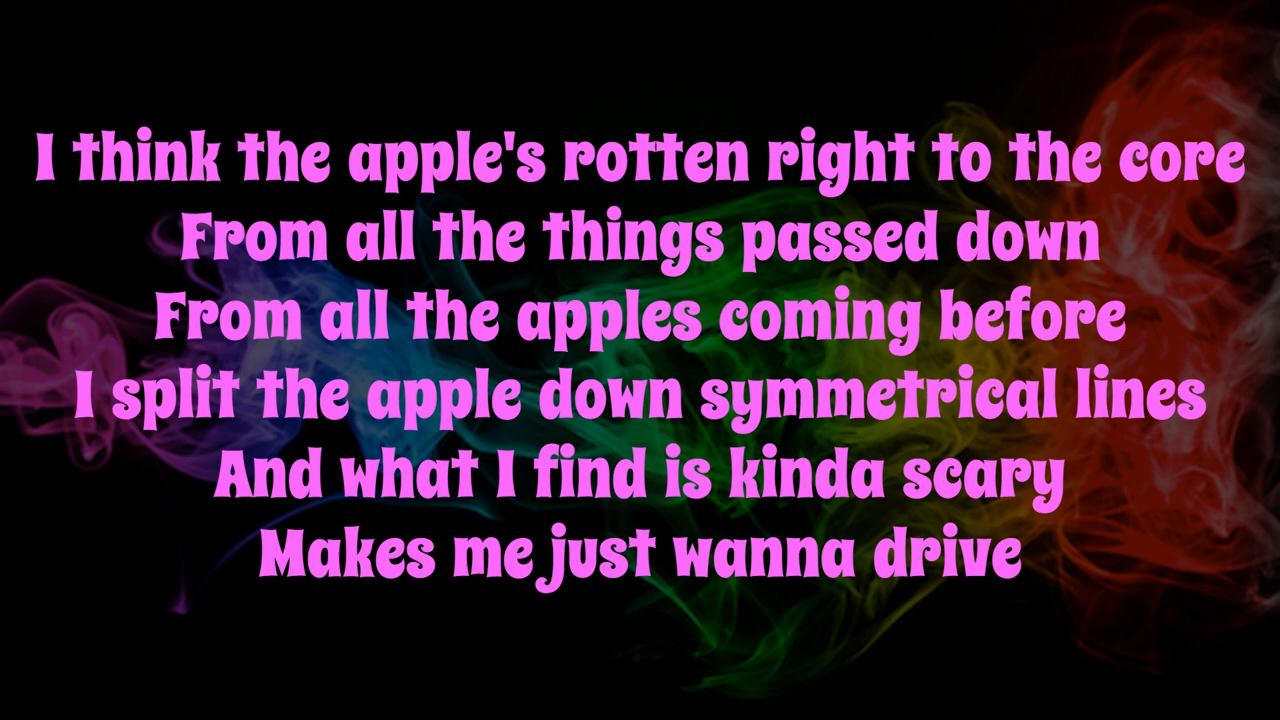 I think the apple's rotten right to the core
From all the things passed down
From all the apples coming before
I split the apple down symmetrical lines
And what I find is kinda scary
Makes me just wanna drive